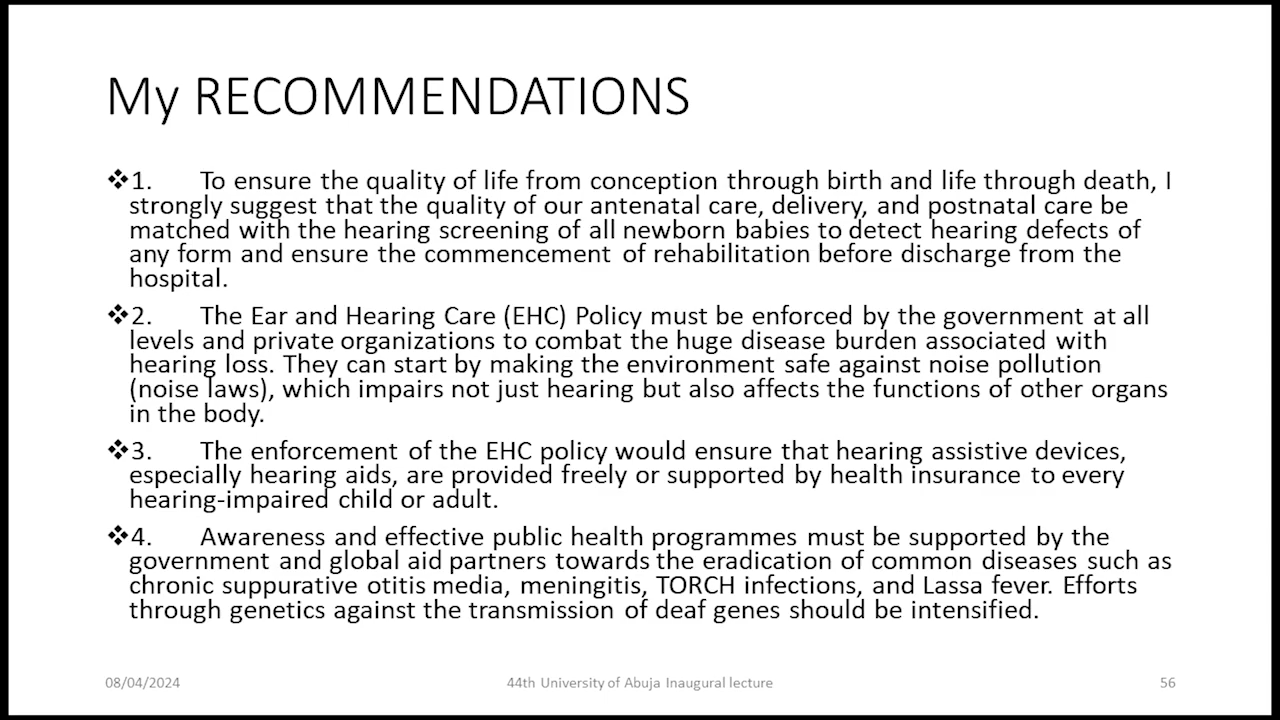 My RECOMMENDATIONS
❖1. To ensure the quality of life from conception through birth and life through death, I
strongly suggest that the quality of our antenatal care, delivery, and postnatal care be
matched with the hearing screening of all newborn babies to detect hearing defects of
any form and ensure the commencement of rehabilitation before discharge from the
hospital.
❖2. The Ear and Hearing Care (EHC) Policy must be enforced by the government at all
levels and private organizations to combat the huge disease burden associated with
hearing loss. They can start by making the environment safe against noise pollution
(noise laws), which impairs not just hearing but also affects the functions of other organs
in the body.
❖3. The enforcement of the EHC policy would ensure that hearing assistive devices,
especially hearing aids, are provided freely or supported by health insurance to every
hearing-impaired child or adult.
❖4. Awareness and effective public health programmes must be supported by the
government and global aid partners towards the eradication of common diseases such as
chronic suppurative otitis media, meningitis, TORCH infections, and Lassa fever. Efforts
through genetics against the transmission of deaf genes should be intensified.
08/04/2024 44th University of Abuja Inaugural lecture 56